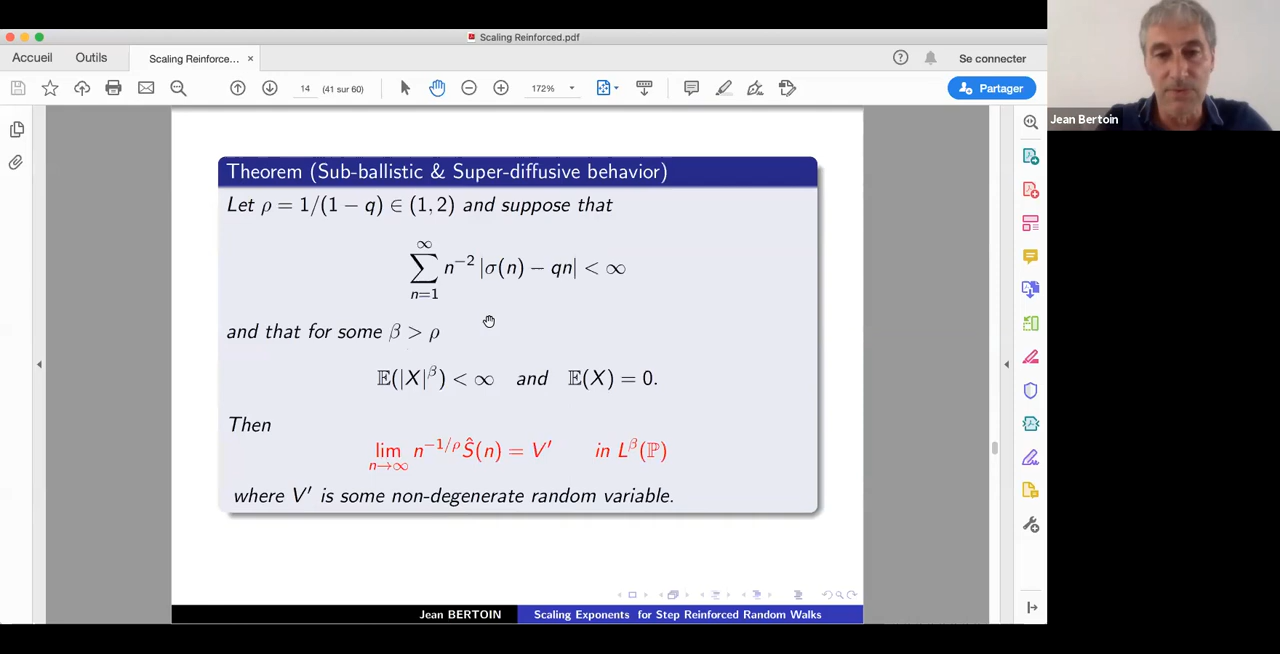 Scaling Reinforced.pdf
Accueil Outils Scaling Reinforce... × Se connecter
14 (41 sur 60) 172% Partager
Jean Bertoin
Theorem (Sub-ballistic & Super-diffusive behavior)
Let ρ = 1/(1 − q) ∈ (1, 2) and suppose that
∑_{n=1}^{∞} n^{−2} |σ(n) − qn| < ∞
and that for some β > ρ
𝔼(|X|^β) < ∞ and 𝔼(X) = 0.
Then
lim_{n→∞} n^{−1/ρ} Ŝ(n) = V′ in L^β(ℙ)
where V′ is some non-degenerate random variable.
Jean BERTOIN Scaling Exponents for Step Reinforced Random Walks